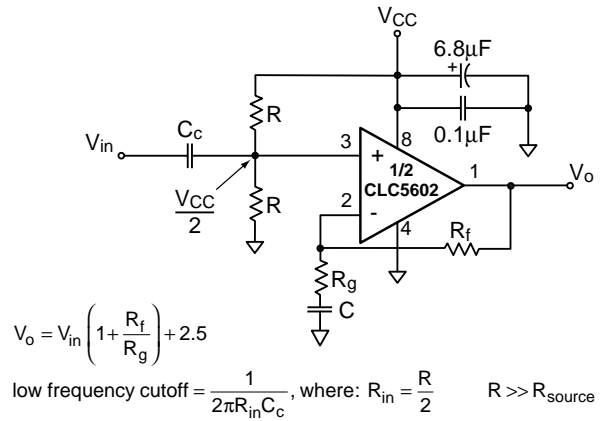 VCC
6.8µF
+
R
Vin
Cc
0.1µF
3
8
+
1/2
CLC5602
1
Vo
VCC/2
R
2
-
4
Rf
Rg
C
Vo = Vin (1 + Rf/Rg) + 2.5
low frequency cutoff = 1/(2πRinCc), where: Rin = R/2 R >> Rsource